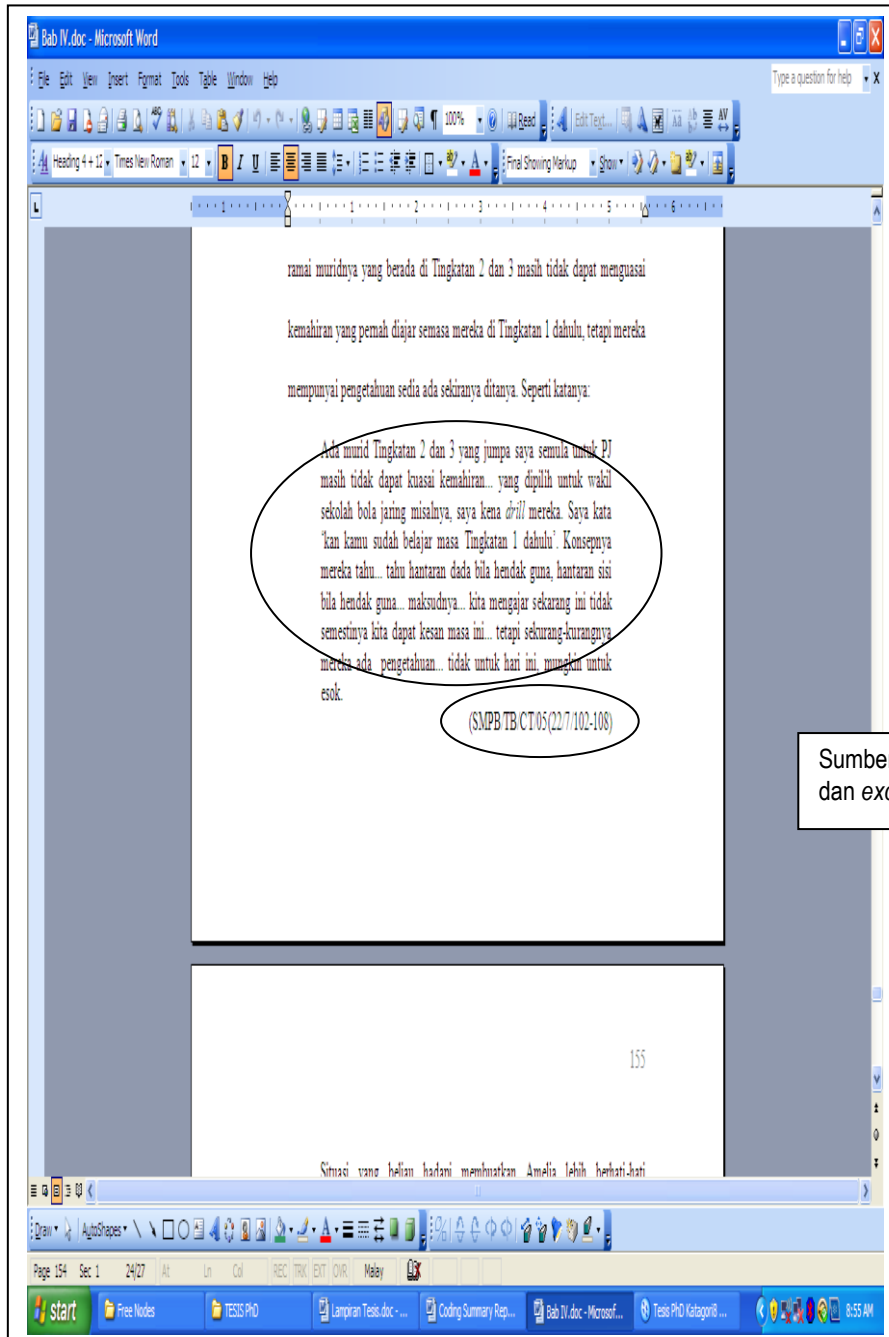 Bab IV.doc - Microsoft Word
File Edit View Insert Format Tools Table Window Help
Type a question for help
100% Read Edit Text...
Heading 4 + 12 Times New Roman 12 B I U Final Showing Markup Show
ramai muridnya yang berada di Tingkatan 2 dan 3 masih tidak dapat menguasai
kemahiran yang pernah diajar semasa mereka di Tingkatan 1 dahulu, tetapi mereka
mempunyai pengetahuan sedia ada sekiranya ditanya. Seperti katanya:
Ada murid Tingkatan 2 dan 3 yang jumpa saya semula untuk PJ
masih tidak dapat kuasai kemahiran... yang dipilih untuk wakil
sekolah bola jaring misalnya, saya kena drill mereka. Saya kata
'kan kamu sudah belajar masa Tingkatan 1 dahulu'. Konsepnya
mereka tahu... tahu hantaran dada bila hendak guna, hantaran sisi
bila hendak guna... maksudnya... kita mengajar sekarang ini tidak
semestinya kita dapat kesan masa ini... tetapi sekurang-kurangnya
mereka ada pengetahuan... tidak untuk hari ini, mungkin untuk
esok.
(SMPB/TB/CT/05(22/7/102-108)
Sumber
dan exc
155
Situasi yang beliau hadapi membuatkan Amelia lebih berhati-hati
Draw AutoShapes
Page 154 Sec 1 24/27 At Ln Col REC TRK EXT OVR Malay
start Free Nodes TESIS PhD Lampiran Tesis.doc - ... Coding Summary Rep... Bab IV.doc - Microsof... Tesis PhD Katagori8 ... 8:55 AM